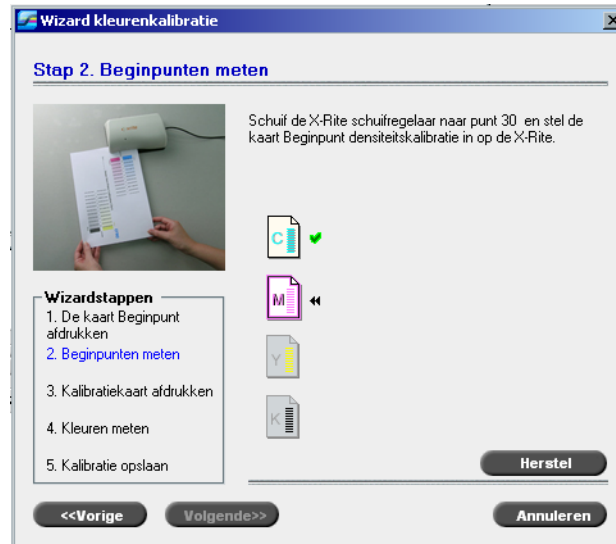 Wizard kleurenkalibratie
Stap 2. Beginpunten meten
Schuif de X-Rite schuifregelaar naar punt 30 en stel de
kaart Beginpunt densiteitskalibratie in op de X-Rite.
C
M
Y
K
Wizardstappen
1. De kaart Beginpunt
afdrukken
2. Beginpunten meten
3. Kalibratiekaart afdrukken
4. Kleuren meten
5. Kalibratie opslaan
Herstel
<<Vorige
Volgende>>
Annuleren